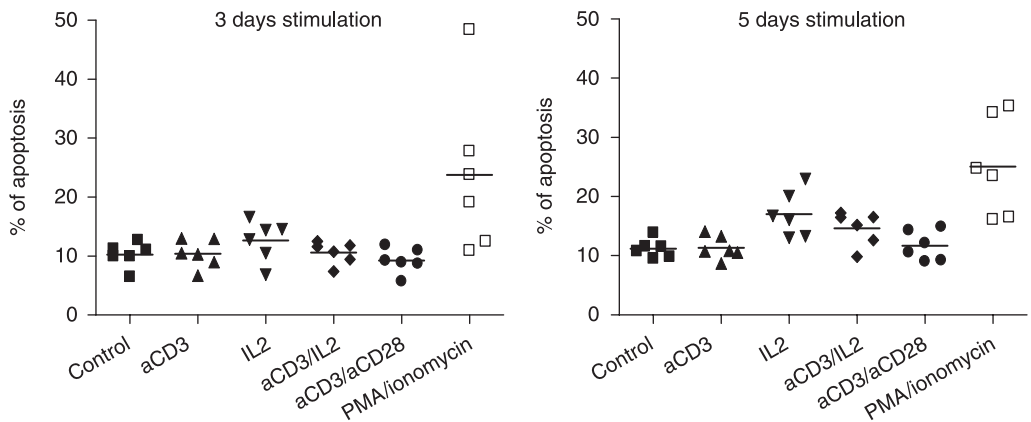 3 days stimulation
% of apoptosis
50
40
30
20
10
0
Control
aCD3
IL2
aCD3/IL2
aCD3/aCD28
PMA/ionomycin
5 days stimulation
% of apoptosis
50
40
30
20
10
0
Control
aCD3
IL2
aCD3/IL2
aCD3/aCD28
PMA/ionomycin